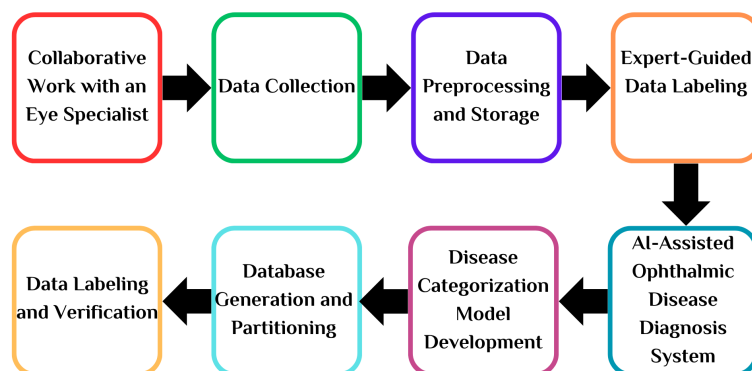 Collaborative
Work with an
Eye Specialist
Data Collection
Data
Preprocessing
and Storage
Expert-Guided
Data Labeling
AI-Assisted
Ophthalmic
Disease
Diagnosis
System
Disease
Categorization
Model
Development
Database
Generation and
Partitioning
Data Labeling
and Verification